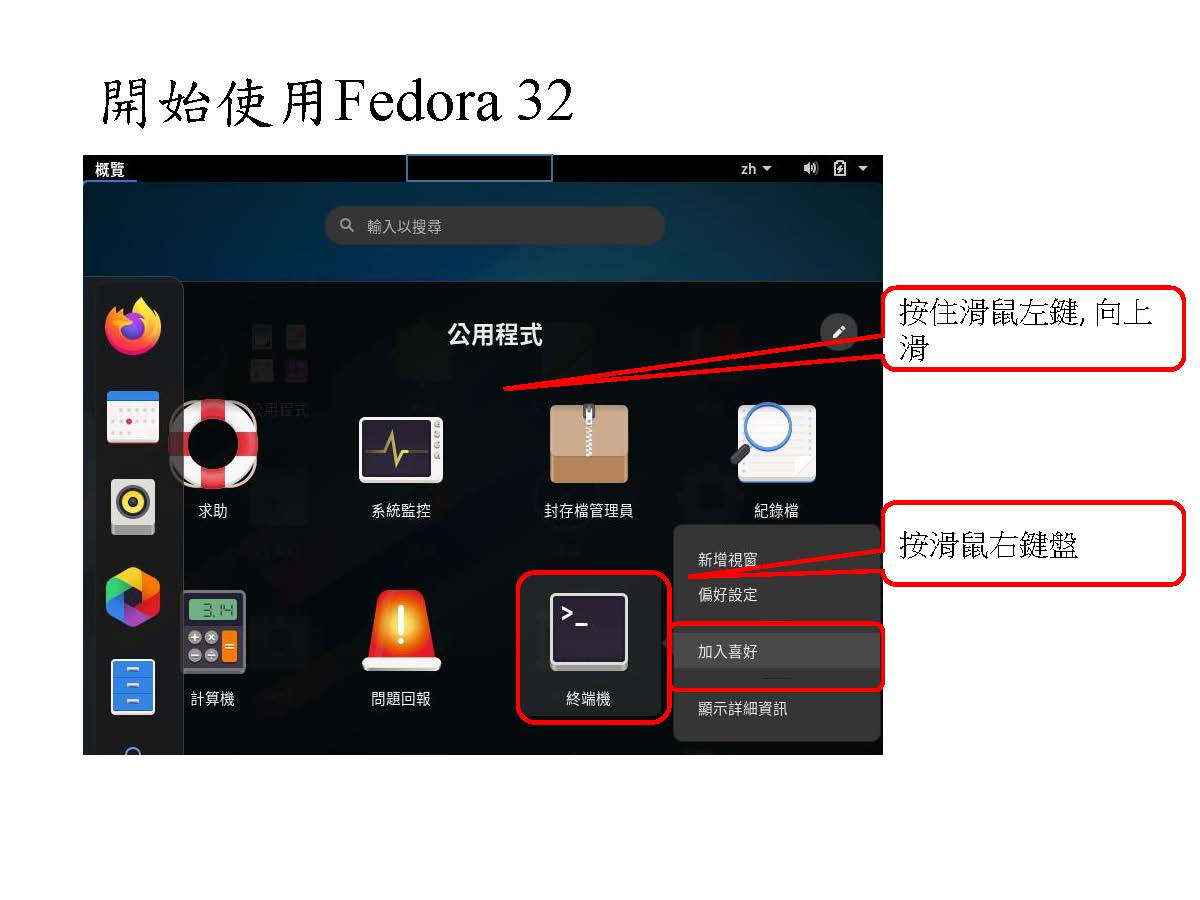 開始使用Fedora 32
概覽
zh
輸入以搜尋
公用程式
公用程式
按住滑鼠左鍵, 向上
滑
求助
系統監控
封存檔管理員
紀錄檔
按滑鼠右鍵盤
新增視窗
偏好設定
加入喜好
顯示詳細資訊
3.14
計算機
問題回報
>_
終端機